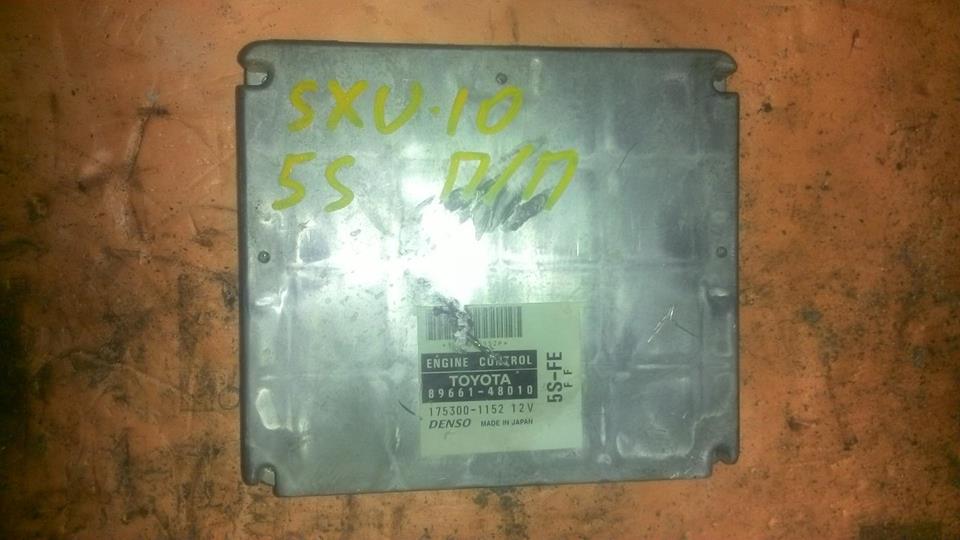 SXU-10
5S П/П
ENGINE CONTROL
TOYOTA
89661-48010
175300-1152 12V
DENSO MADE IN JAPAN
5S-FE
FF